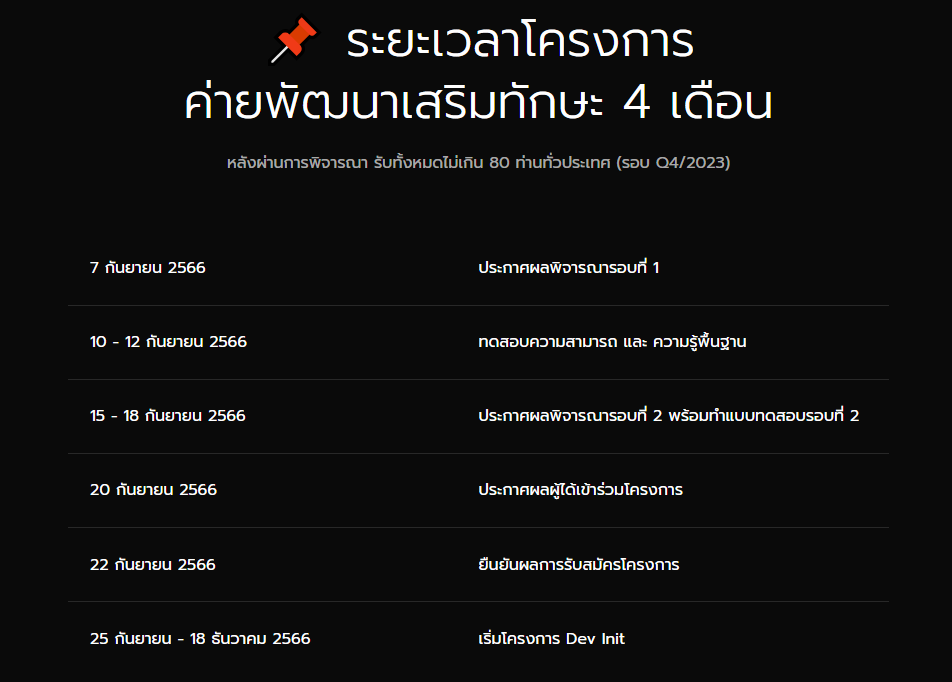 ระยะเวลาโครงการ
ค่ายพัฒนาเสริมทักษะ 4 เดือน
หลังผ่านการพิจารณา รับทั้งหมดไม่เกิน 80 ท่านทั่วประเทศ (รอบ Q4/2023)
7 กันยายน 2566 ประกาศผลพิจารณารอบที่ 1
10 - 12 กันยายน 2566 ทดสอบความสามารถ และ ความรู้พื้นฐาน
15 - 18 กันยายน 2566 ประกาศผลพิจารณารอบที่ 2 พร้อมทำแบบทดสอบรอบที่ 2
20 กันยายน 2566 ประกาศผลผู้ได้เข้าร่วมโครงการ
22 กันยายน 2566 ยืนยันผลการรับสมัครโครงการ
25 กันยายน - 18 ธันวาคม 2566 เริ่มโครงการ Dev Init